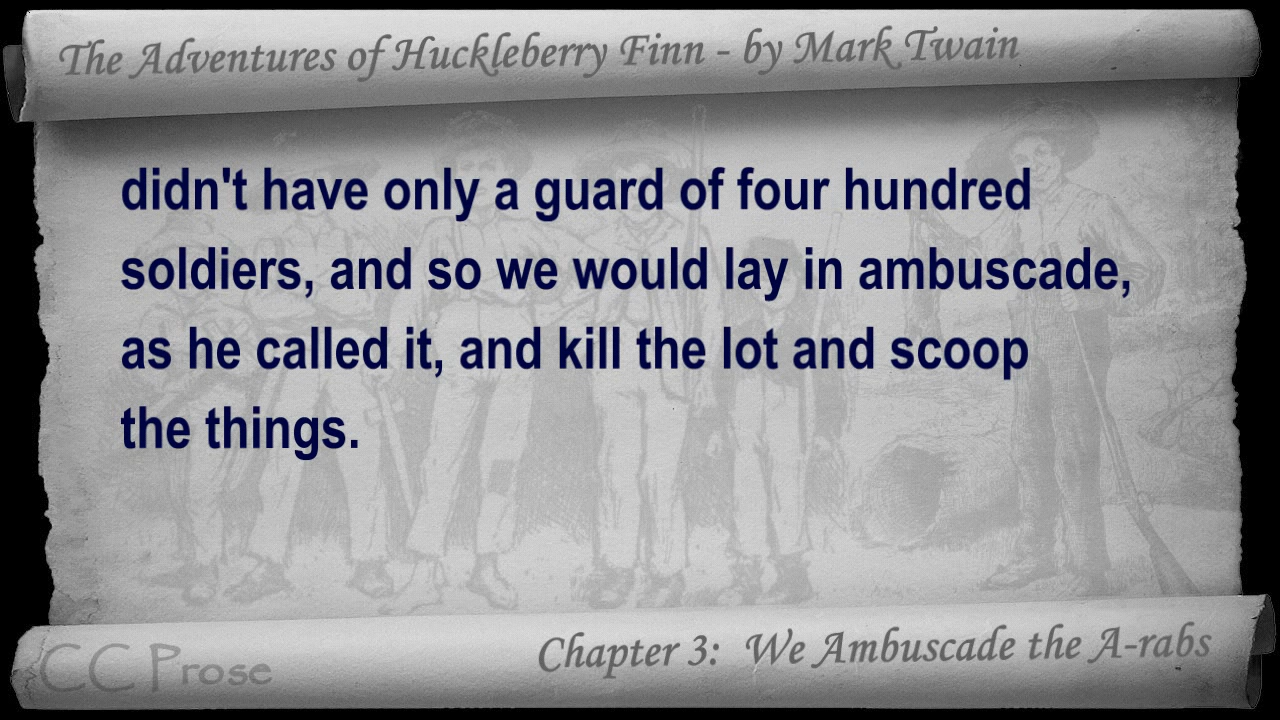 The Adventures of Huckleberry Finn - by Mark Twain
didn't have only a guard of four hundred
soldiers, and so we would lay in ambuscade,
as he called it, and kill the lot and scoop
the things.
Chapter 3: We Ambuscade the A-rabs
CC Prose